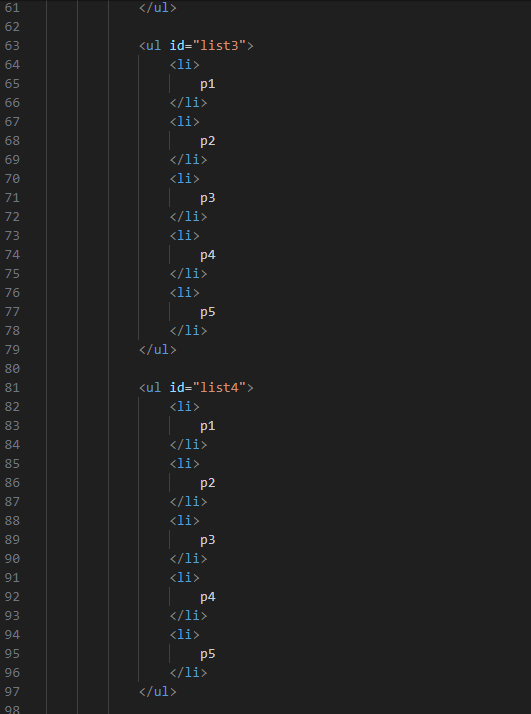 61 </ul>
62
63 <ul id="list3">
64 <li>
65 p1
66 </li>
67 <li>
68 p2
69 </li>
70 <li>
71 p3
72 </li>
73 <li>
74 p4
75 </li>
76 <li>
77 p5
78 </li>
79 </ul>
80
81 <ul id="list4">
82 <li>
83 p1
84 </li>
85 <li>
86 p2
87 </li>
88 <li>
89 p3
90 </li>
91 <li>
92 p4
93 </li>
94 <li>
95 p5
96 </li>
97 </ul>
98